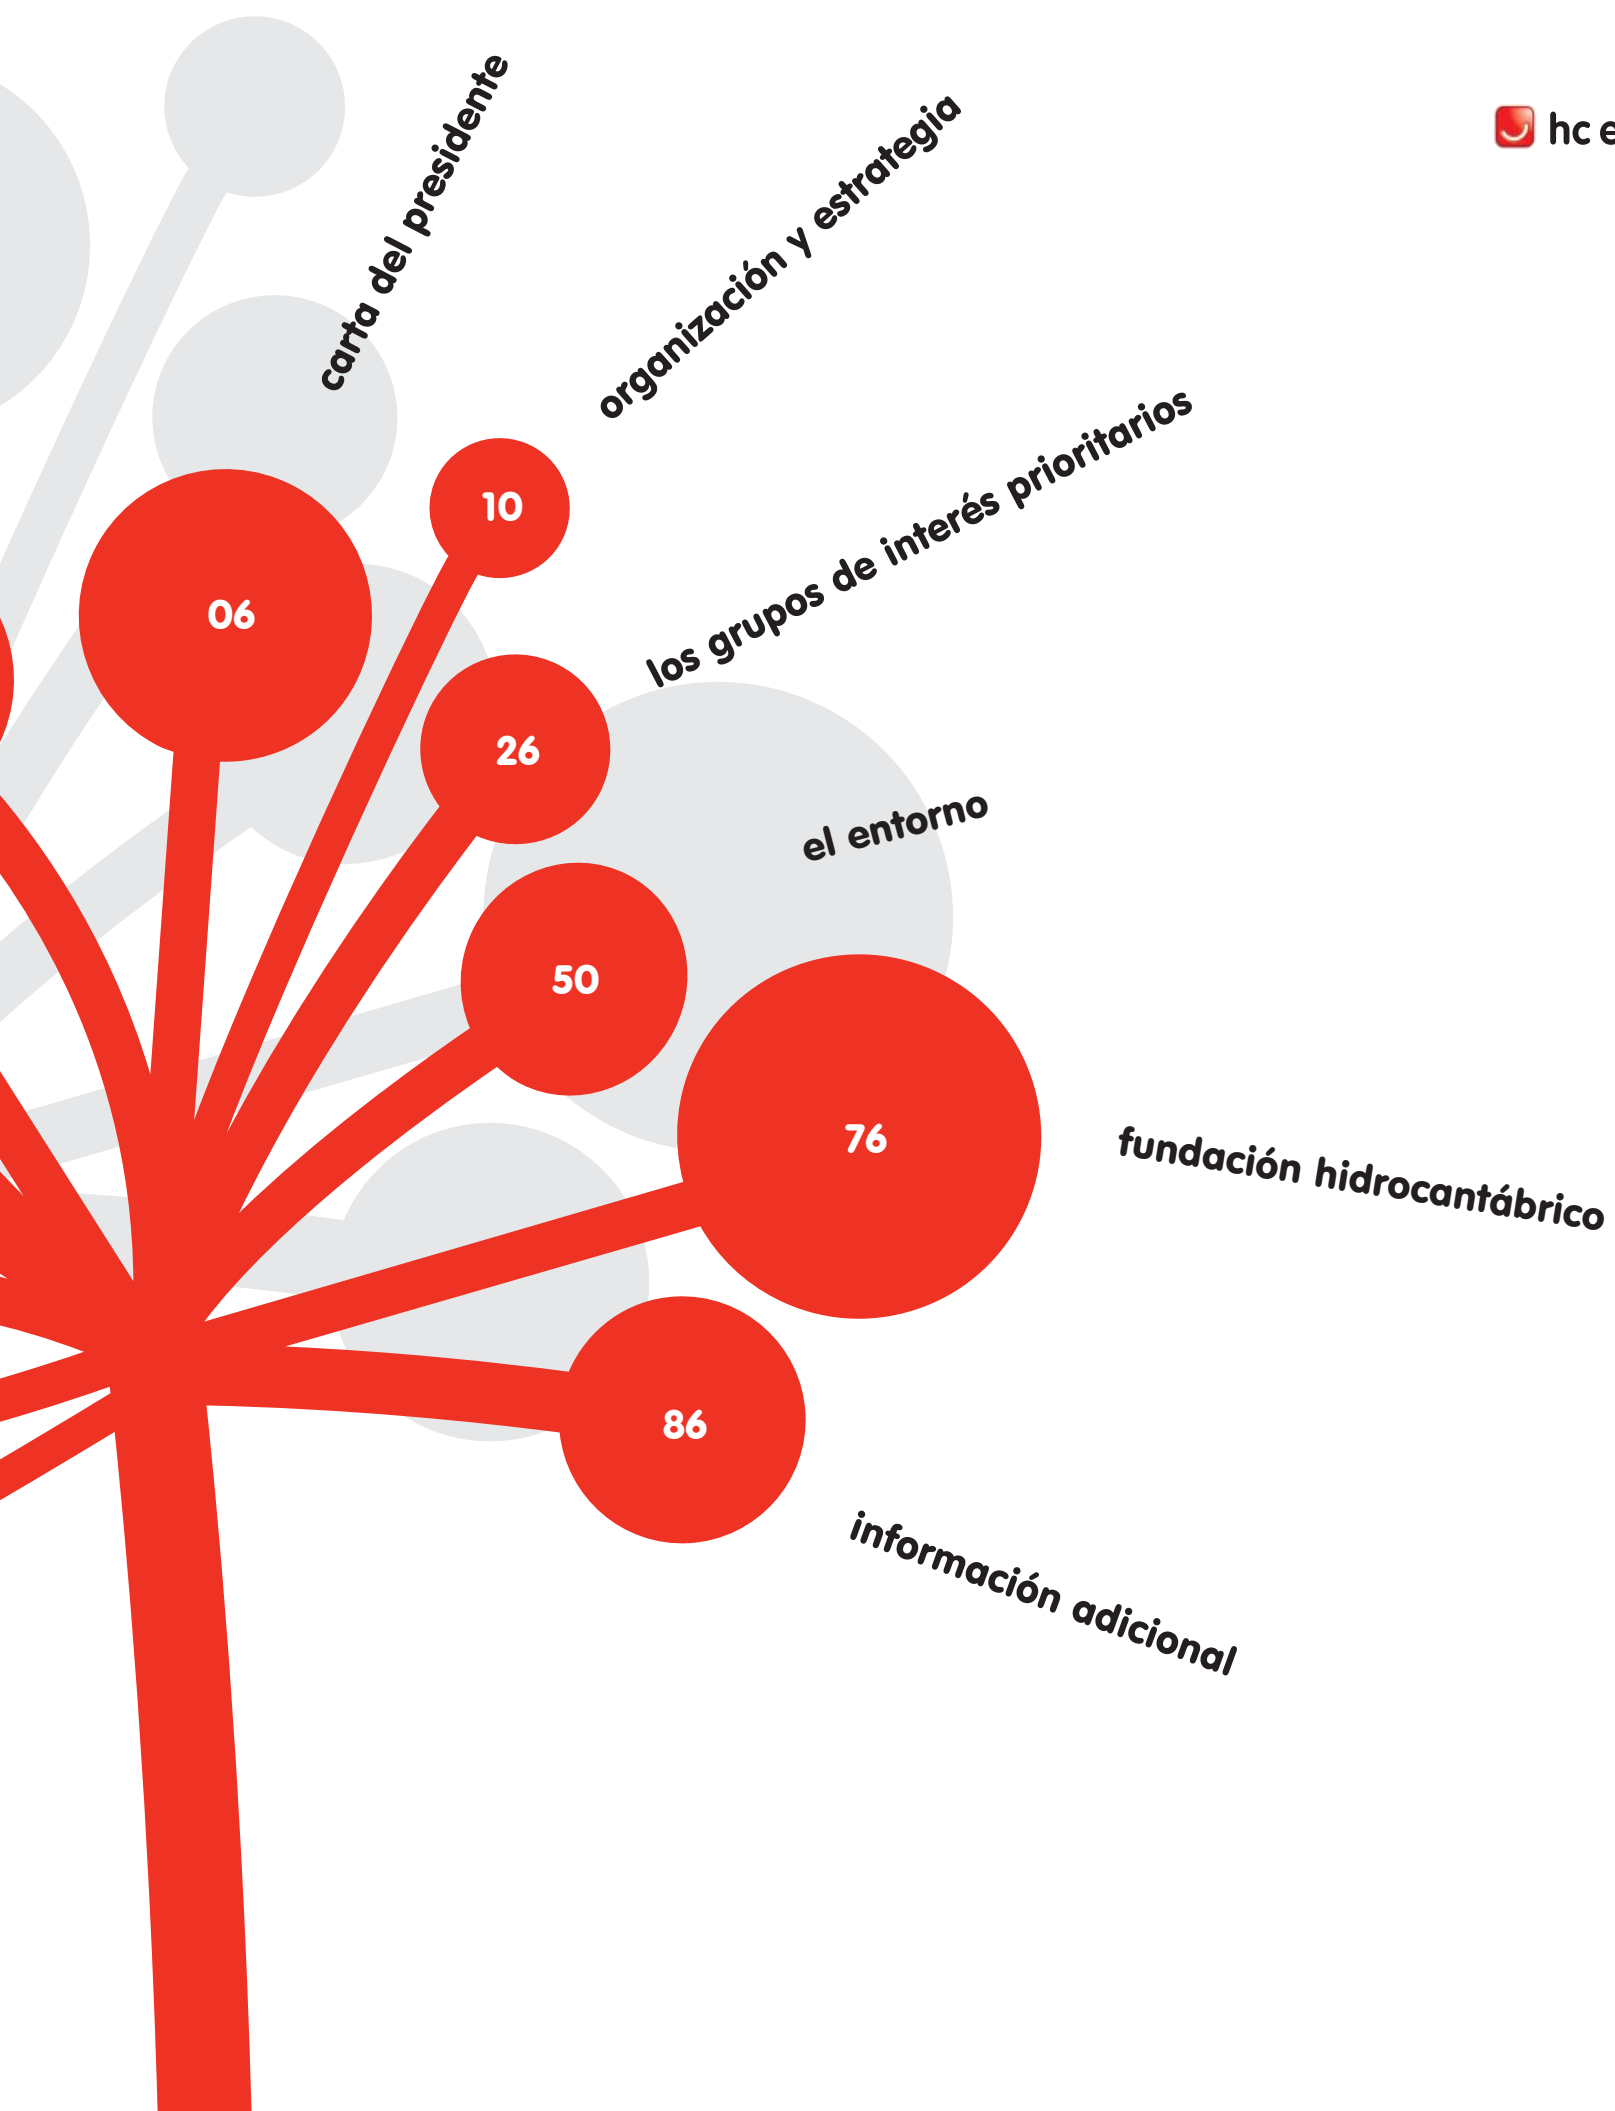 hc e
carta del presidente
06
organización y estrategia
10
los grupos de interés prioritarios
26
el entorno
50
fundación hidrocantábrico
76
información adicional
86